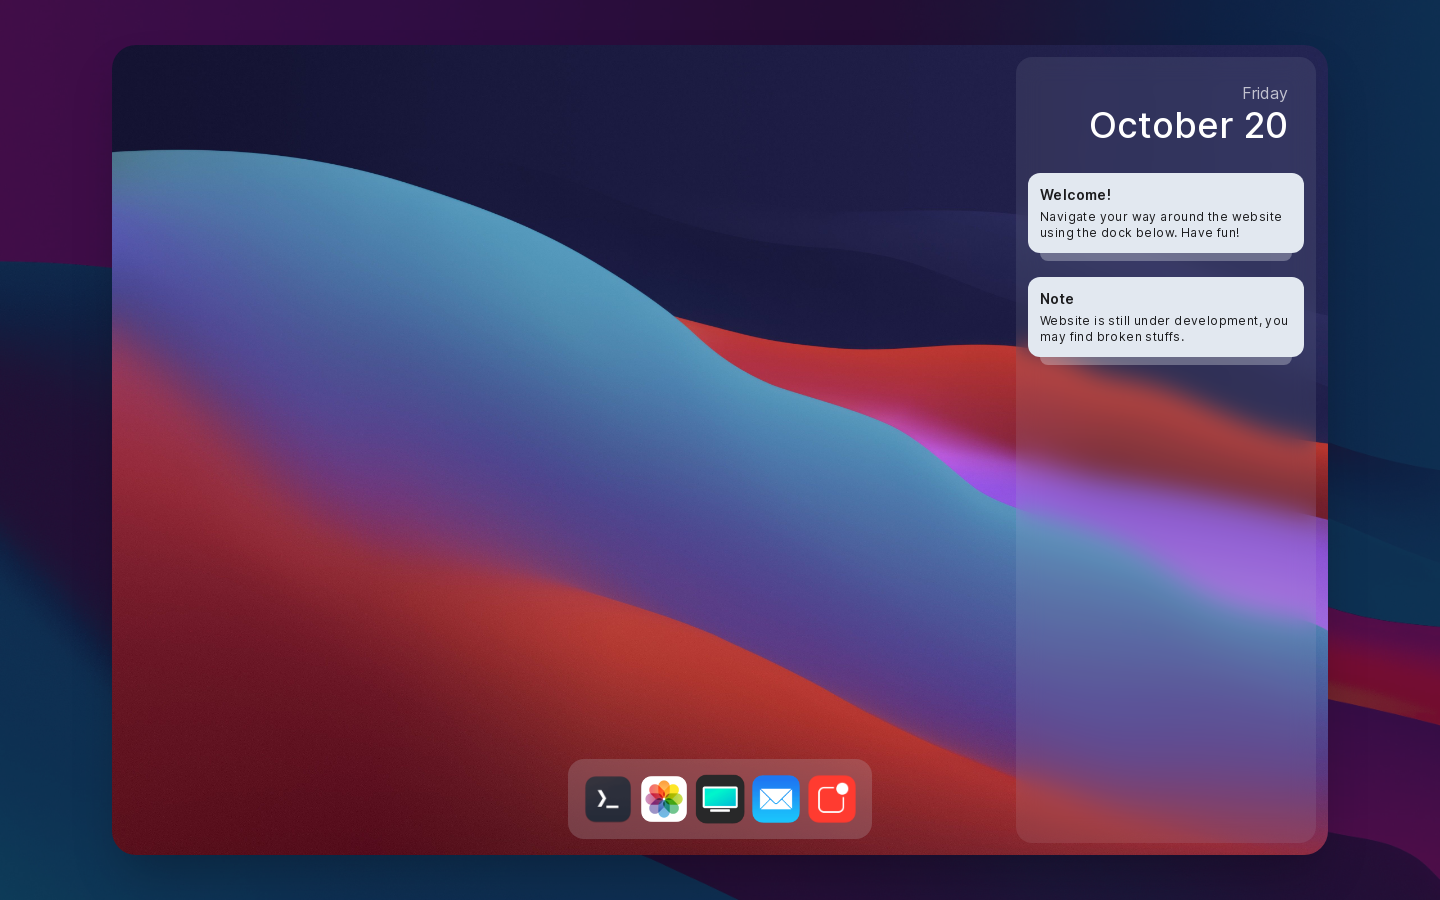 Friday
October 20
Welcome!
Navigate your way around the website
using the dock below. Have fun!
Note
Website is still under development, you
may find broken stuffs.